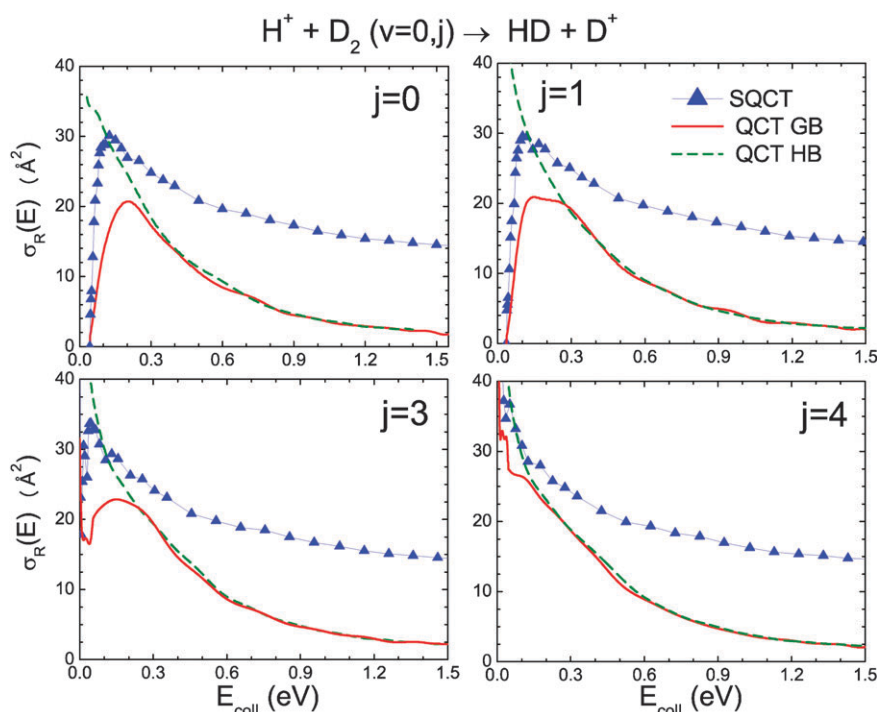 H⁺ + D₂ (v=0,j) → HD + D⁺
j=0
j=1
SQCT
QCT GB
QCT HB
σ_R(E) (Å²)
40
30
20
10
0
0.0 0.3 0.6 0.9 1.2 1.5
40
30
20
10
0
0.0 0.3 0.6 0.9 1.2 1.5
j=3
j=4
σ_R(E) (Å²)
40
30
20
10
0
0.0 0.3 0.6 0.9 1.2 1.5
40
30
20
10
0
0.0 0.3 0.6 0.9 1.2 1.5
E_coll (eV)
E_coll (eV)